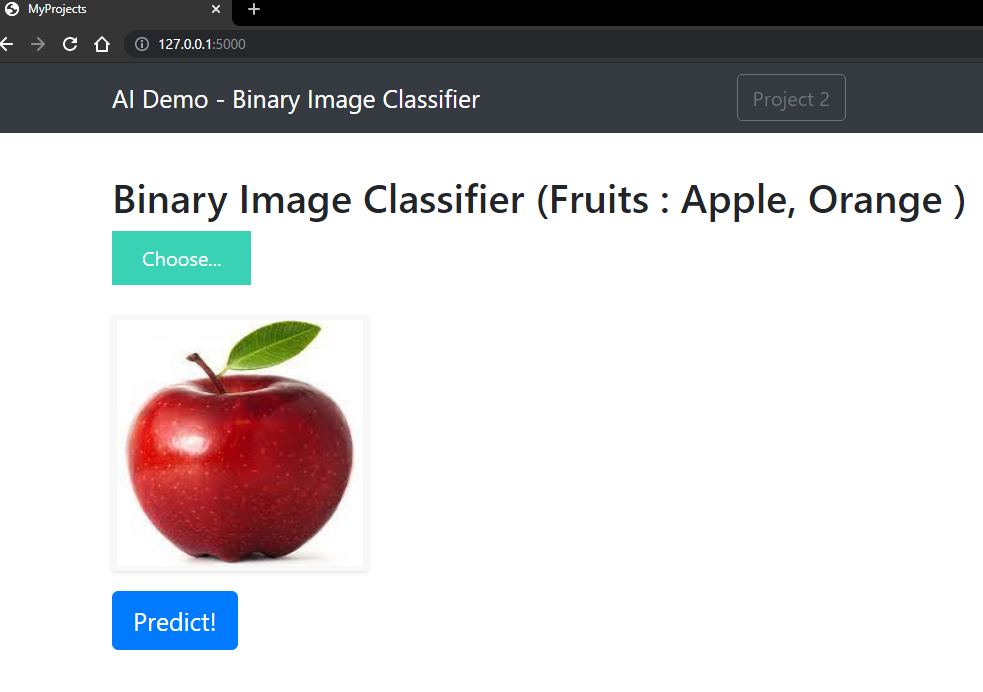 MyProjects
127.0.0.1:5000
AI Demo - Binary Image Classifier
Project 2
Binary Image Classifier (Fruits : Apple, Orange )
Choose...
Predict!